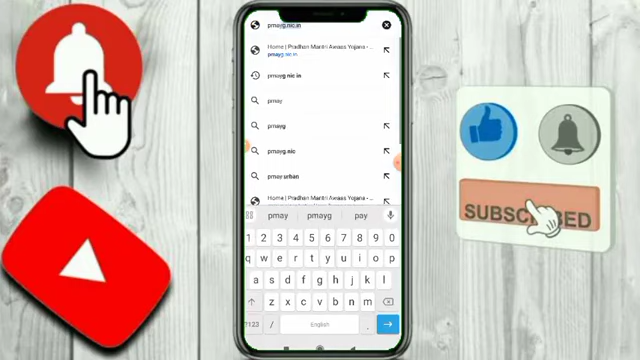 pmayg.nic.in
Home | Pradhan Mantri Awaas Yojana - ...
pmayg.nic.in
pmayg nic in
pmay
pmayg
pmayg.nic
pmay urban
Home | Pradhan Mantri Awaas Yojana - ...
pmay pmayg pay
1 2 3 4 5 6 7 8 9 0
q w e r t y u i o p
a s d f g h j k l
z x c v b n m
?123 / English .
SUBSCRIBED